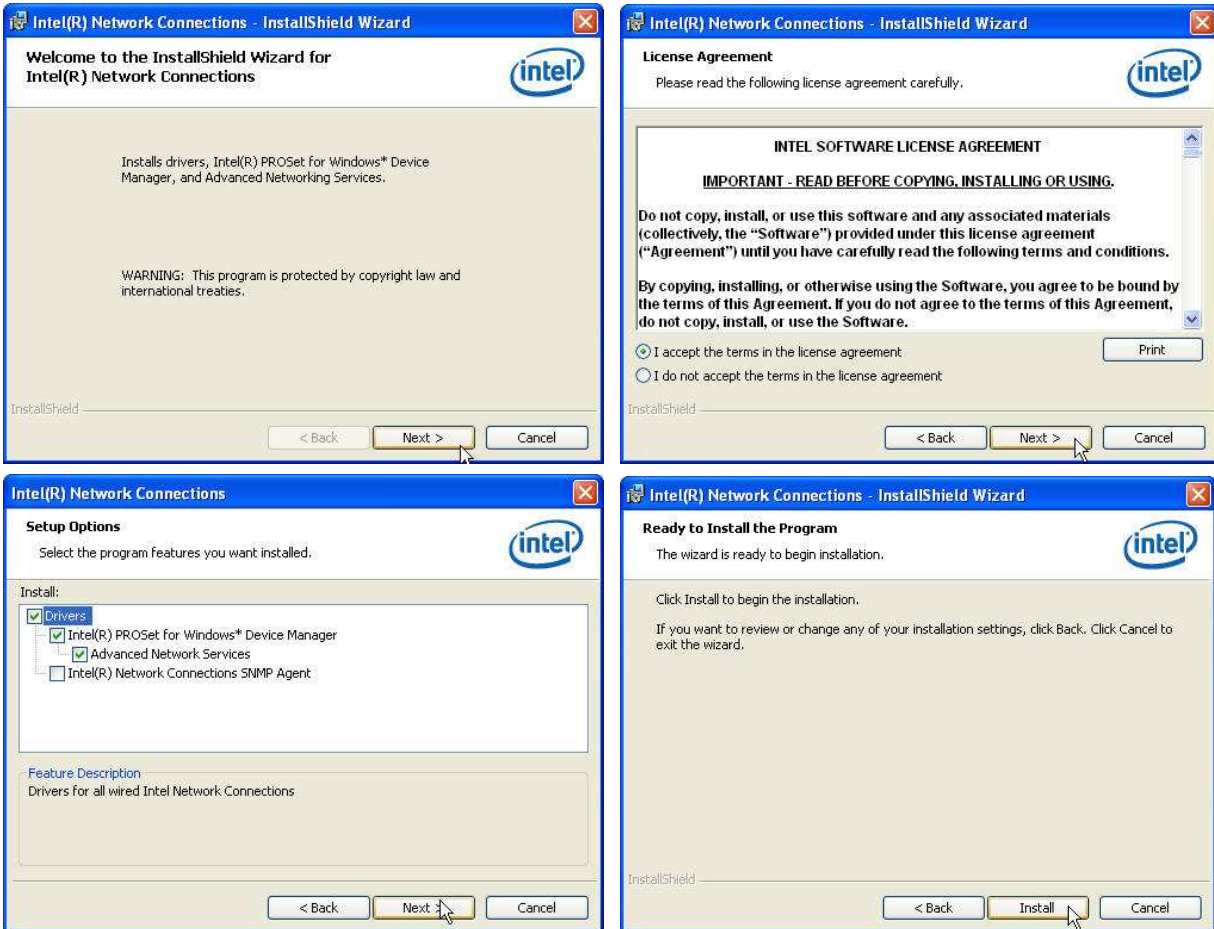 Intel(R) Network Connections - InstallShield Wizard
Welcome to the InstallShield Wizard for
Intel(R) Network Connections
intel
Installs drivers, Intel(R) PROSet for Windows* Device
Manager, and Advanced Networking Services.
WARNING: This program is protected by copyright law and
international treaties.
InstallShield
< Back
Next >
Cancel
Intel(R) Network Connections - InstallShield Wizard
License Agreement
Please read the following license agreement carefully.
intel
INTEL SOFTWARE LICENSE AGREEMENT
IMPORTANT - READ BEFORE COPYING, INSTALLING OR USING.
Do not copy, install, or use this software and any associated materials
(collectively, the “Software”) provided under this license agreement
(“Agreement”) until you have carefully read the following terms and conditions.
By copying, installing, or otherwise using the Software, you agree to be bound by
the terms of this Agreement. If you do not agree to the terms of this Agreement,
do not copy, install, or use the Software.
I accept the terms in the license agreement
Print
I do not accept the terms in the license agreement
InstallShield
< Back
Next >
Cancel
Intel(R) Network Connections
Setup Options
Select the program features you want installed.
intel
Install:
Drivers
Intel(R) PROSet for Windows* Device Manager
Advanced Network Services
Intel(R) Network Connections SNMP Agent
Feature Description
Drivers for all wired Intel Network Connections
< Back
Next >
Cancel
Intel(R) Network Connections - InstallShield Wizard
Ready to Install the Program
The wizard is ready to begin installation.
intel
Click Install to begin the installation.
If you want to review or change any of your installation settings, click Back. Click Cancel to
exit the wizard.
InstallShield
< Back
Install
Cancel